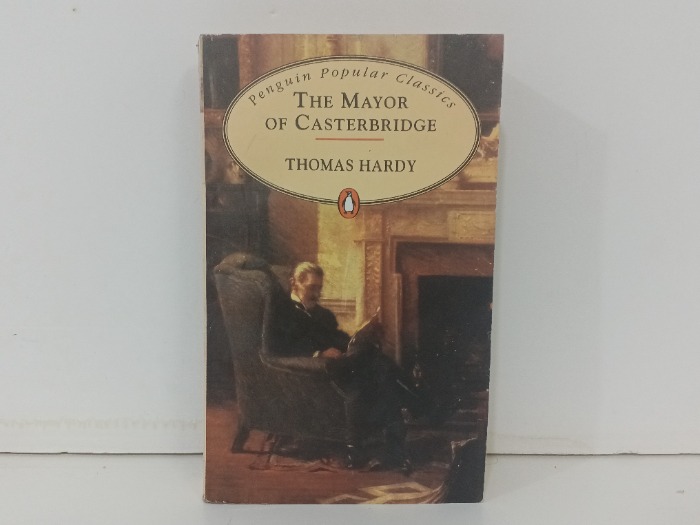 Penguin Popular Classics
THE MAYOR
OF CASTERBRIDGE
THOMAS HARDY